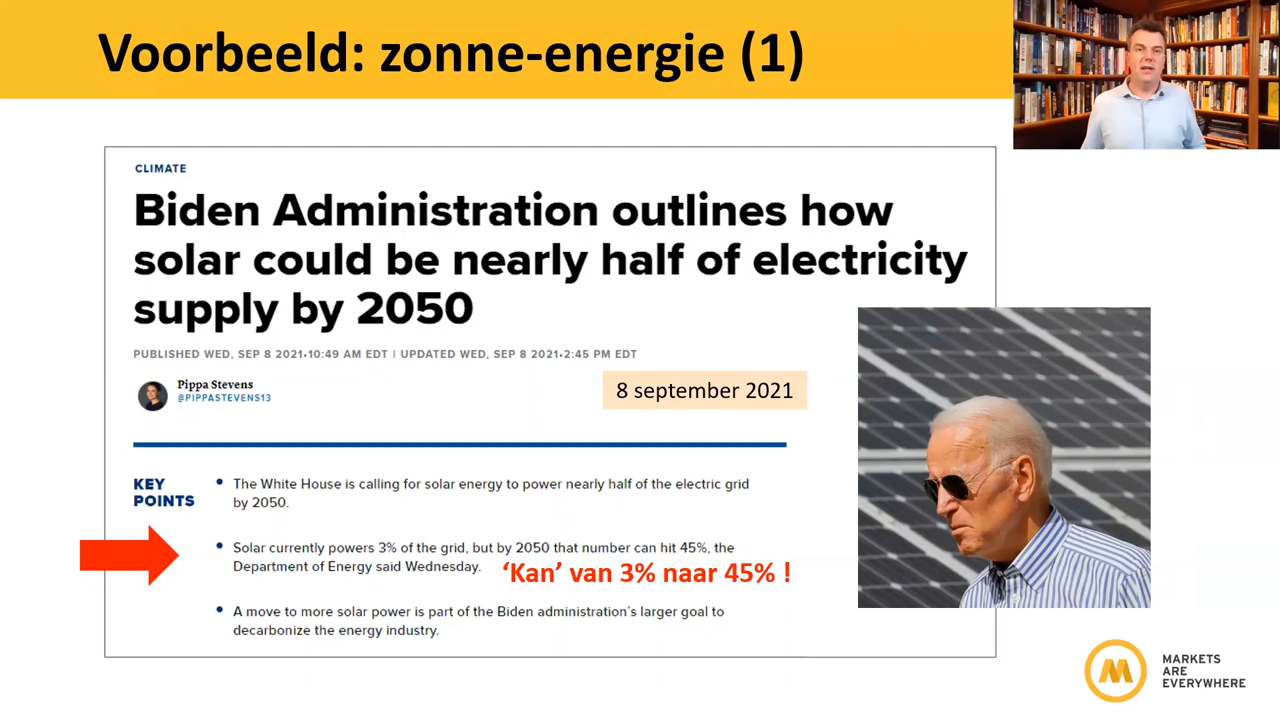 Voorbeeld: zonne-energie (1)
CLIMATE
Biden Administration outlines how
solar could be nearly half of electricity
supply by 2050
PUBLISHED WED, SEP 8 2021•10:49 AM EDT | UPDATED WED, SEP 8 2021•2:45 PM EDT
Pippa Stevens
@PIPPASTEVENS13
8 september 2021
KEY
POINTS
• The White House is calling for solar energy to power nearly half of the electric grid
by 2050.
• Solar currently powers 3% of the grid, but by 2050 that number can hit 45%, the
Department of Energy said Wednesday.
‘Kan’ van 3% naar 45% !
• A move to more solar power is part of the Biden administration’s larger goal to
decarbonize the energy industry.
M
MARKETS
ARE
EVERYWHERE